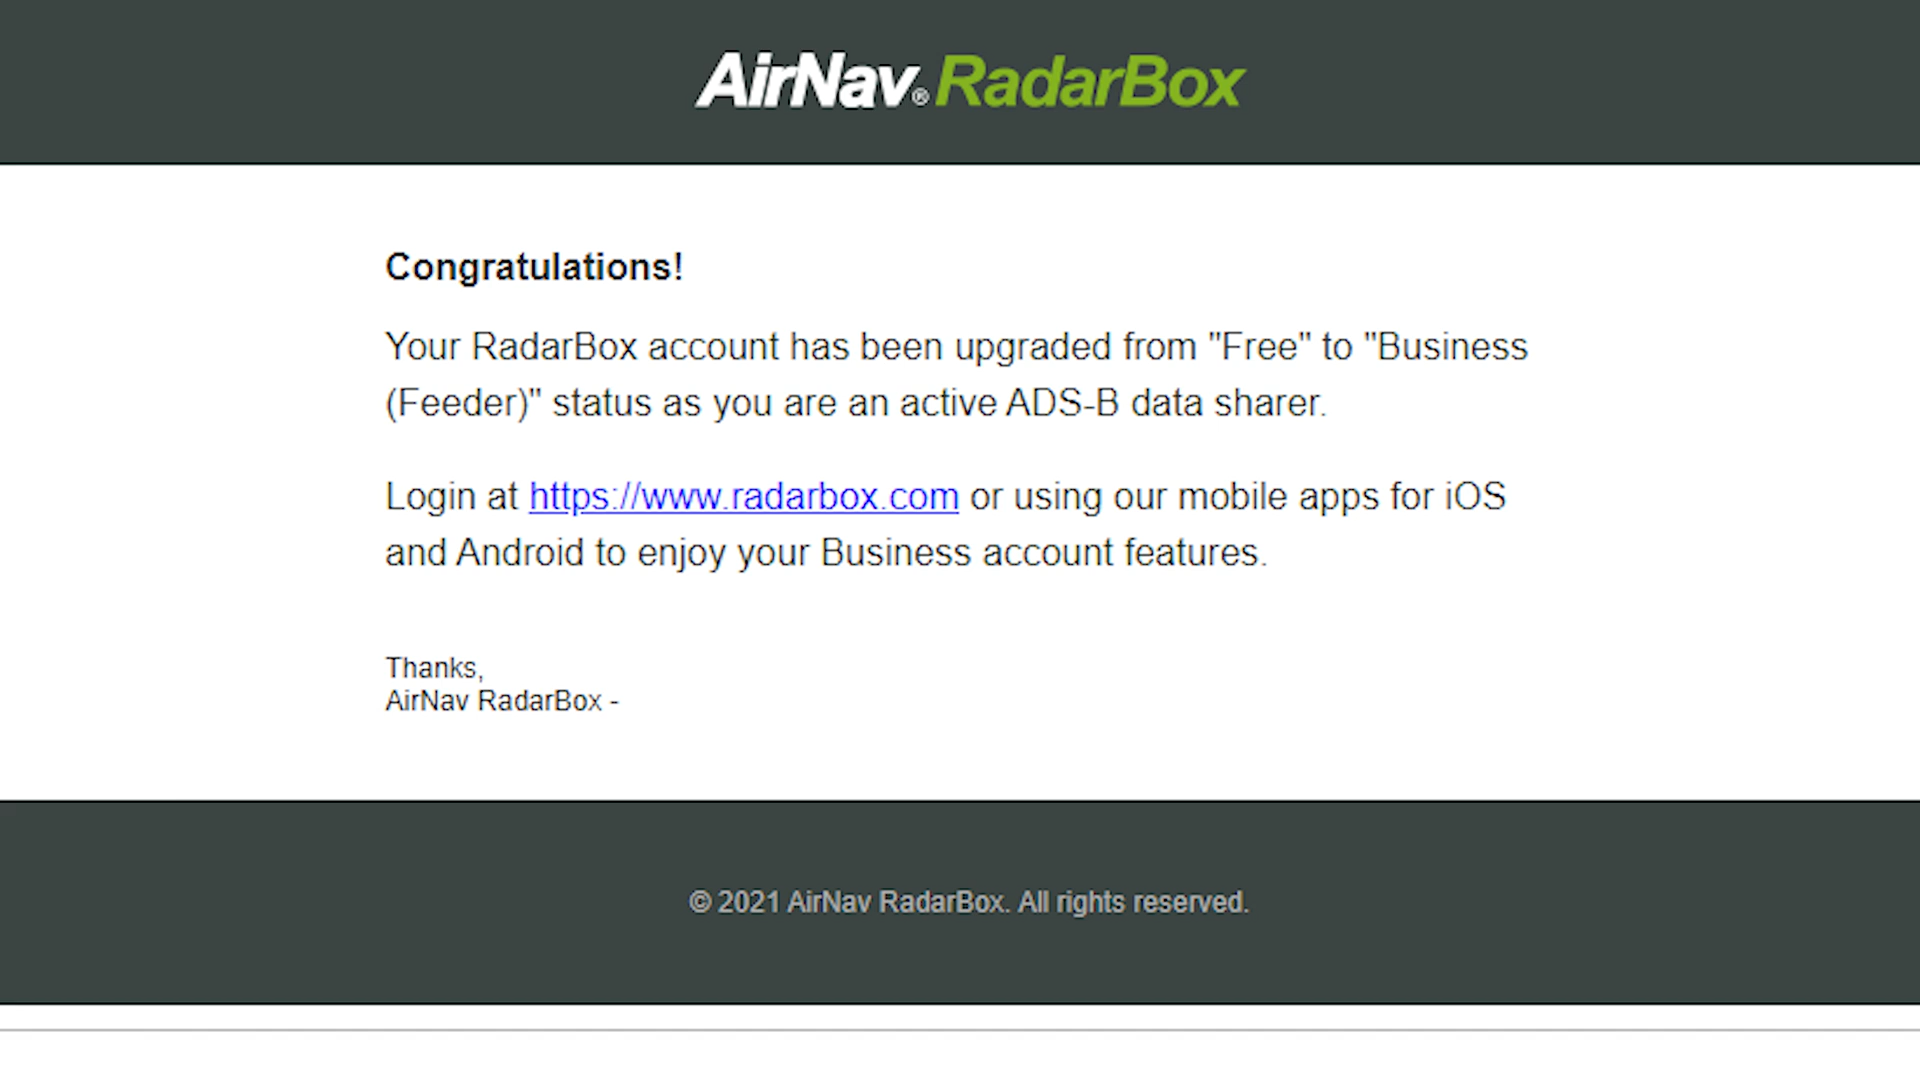 AirNav® RadarBox
Congratulations!
Your RadarBox account has been upgraded from "Free" to "Business
(Feeder)" status as you are an active ADS-B data sharer.
Login at https://www.radarbox.com or using our mobile apps for iOS
and Android to enjoy your Business account features.
Thanks,
AirNav RadarBox -
© 2021 AirNav RadarBox. All rights reserved.